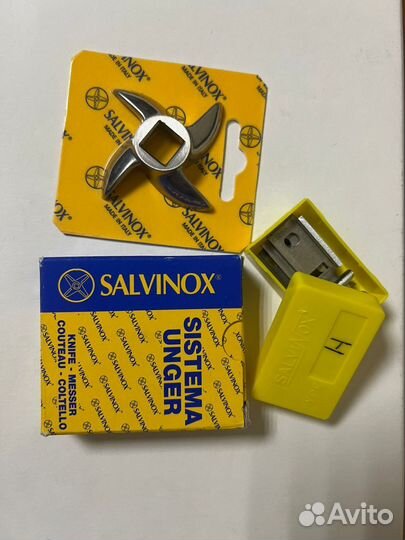 SALVINOX®
MADE IN ITALY
SALVINOX®
SISTEMA
UNGER
KNIFE - MESSER
COUTEAU - COLTELLO
SALVINOX
H
Avito